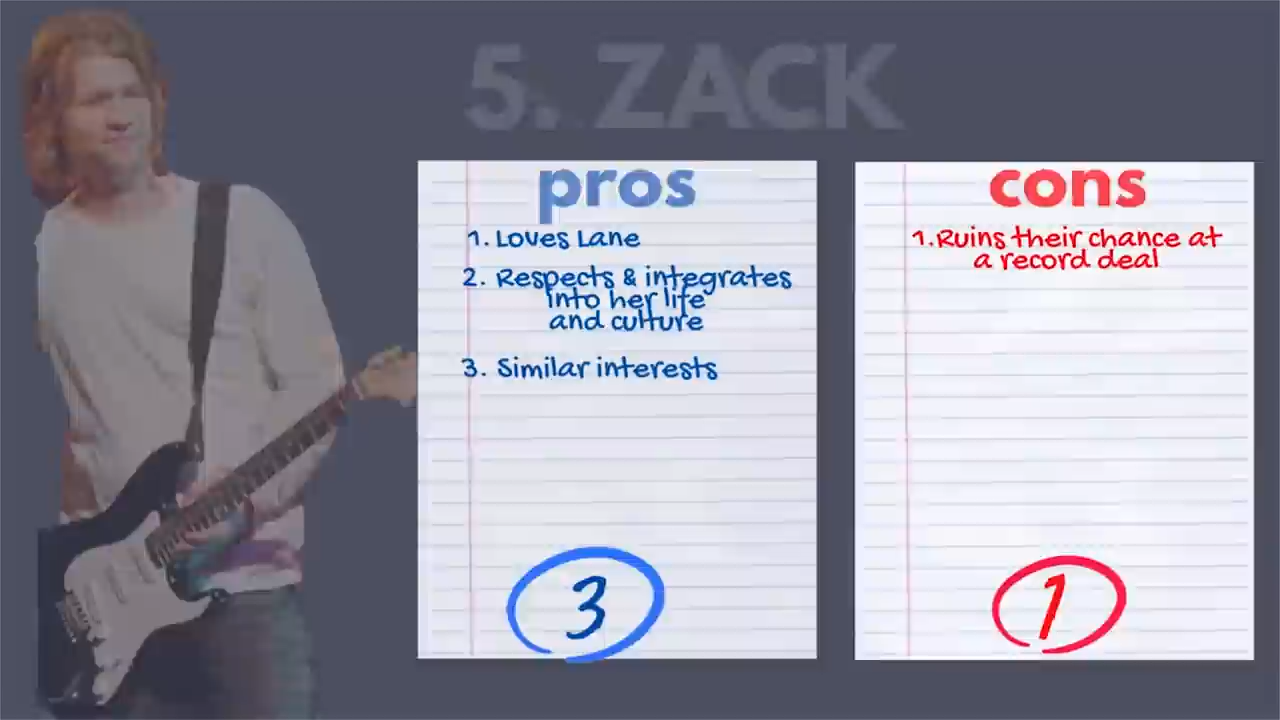 5. ZACK
pros
1. Loves Lane
2. Respects & integrates
into her life
and culture
3. Similar interests
3
cons
1.Ruins their chance at
a record deal
1